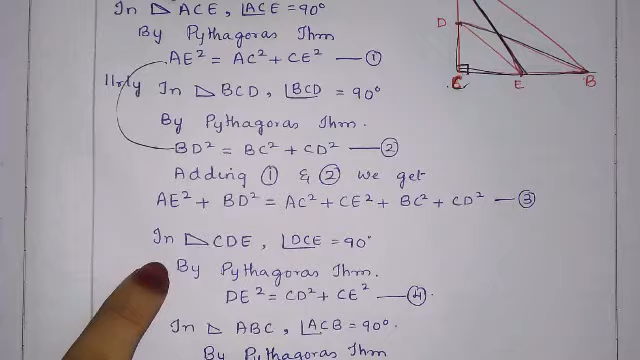 In △ACE, ∠ACE = 90°
By Pythagoras Thm
AE² = AC² + CE² —①
D
C
E
B
lllrly In △BCD, ∠BCD = 90°
By Pythagoras Thm.
BD² = BC² + CD² —②
Adding ① & ② we get
AE² + BD² = AC² + CE² + BC² + CD² —③
In △CDE, ∠DCE = 90°
By Pythagoras Thm.
DE² = CD² + CE² —④.
In △ABC, ∠ACB = 90°.
By Pythagoras Thm